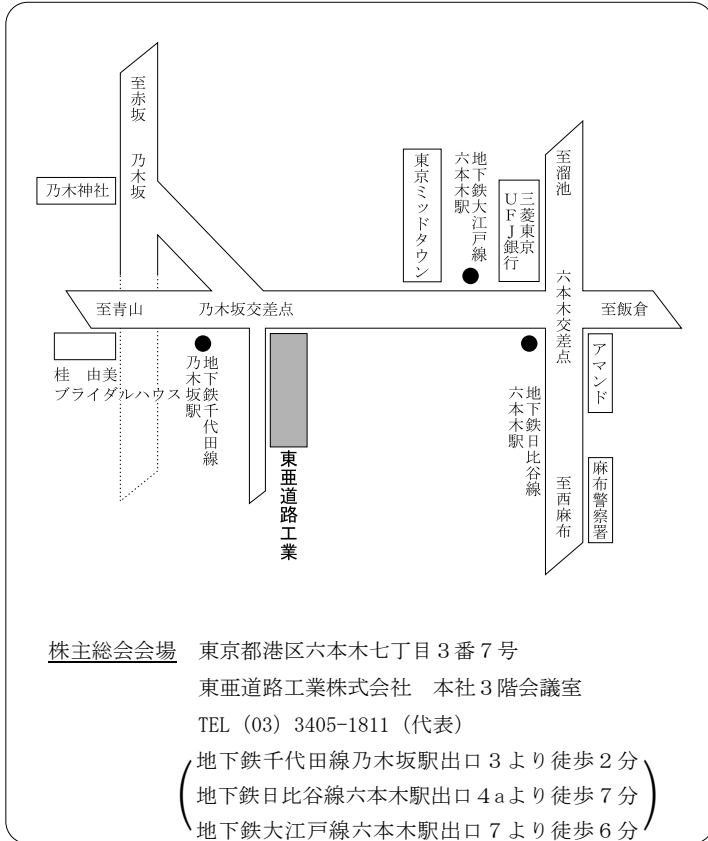 至赤坂
乃木坂
乃木神社
東京ミッドタウン
地下鉄大江戸線
六本木駅
三菱東京
UFJ銀行
至溜池
六本木交差点
至青山
乃木坂交差点
至飯倉
桂　由美
ブライダルハウス
地下鉄千代田線
乃木坂駅
東亜道路工業
地下鉄日比谷線
六本木駅
アマンド
至西麻布
麻布警察署
株主総会会場　東京都港区六本木七丁目3番7号
東亜道路工業株式会社　本社3階会議室
TEL (03) 3405-1811 (代表)
(地下鉄千代田線乃木坂駅出口3より徒歩2分
地下鉄日比谷線六本木駅出口4aより徒歩7分
地下鉄大江戸線六本木駅出口7より徒歩6分)